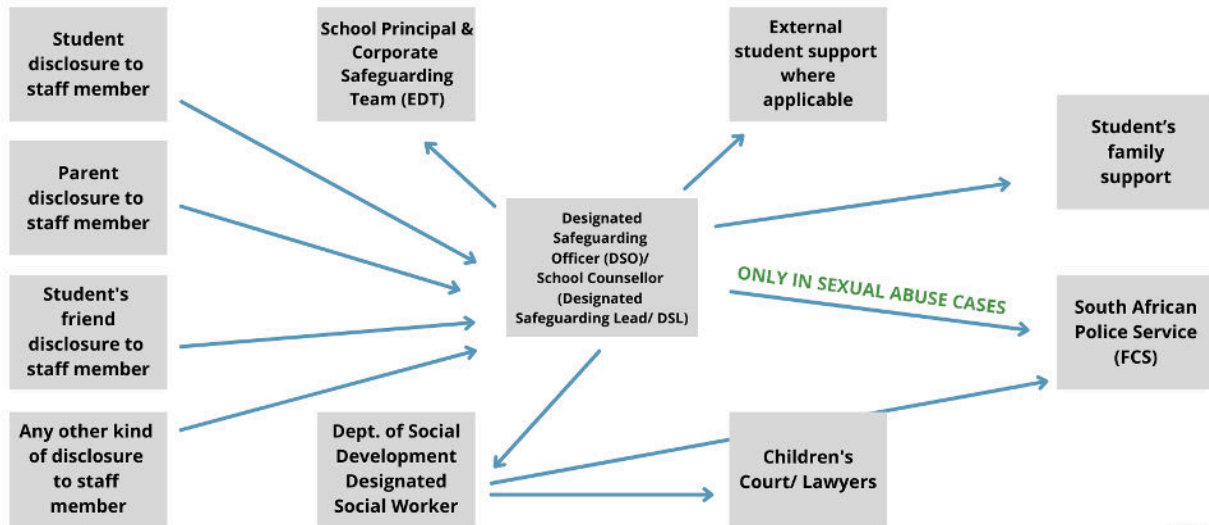 Student
disclosure to
staff member
School Principal &
Corporate
Safeguarding
Team (EDT)
External
student support
where
applicable
Student’s
family
support
Parent
disclosure to
staff member
Designated
Safeguarding
Officer (DSO)/
School Counsellor
(Designated
Safeguarding Lead/ DSL)
ONLY IN SEXUAL ABUSE CASES
South African
Police Service
(FCS)
Student's
friend
disclosure to
staff member
Any other kind
of disclosure
to staff
member
Dept. of Social
Development
Designated
Social Worker
Children's
Court/ Lawyers